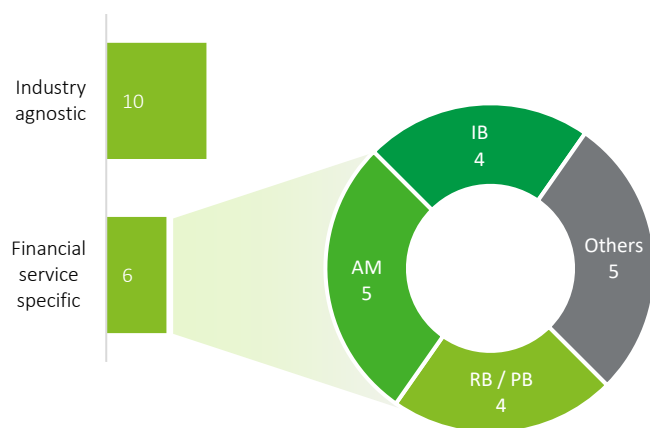 Industry
agnostic
10
Financial
service
specific
6
IB
4
Others
5
AM
5
RB / PB
4